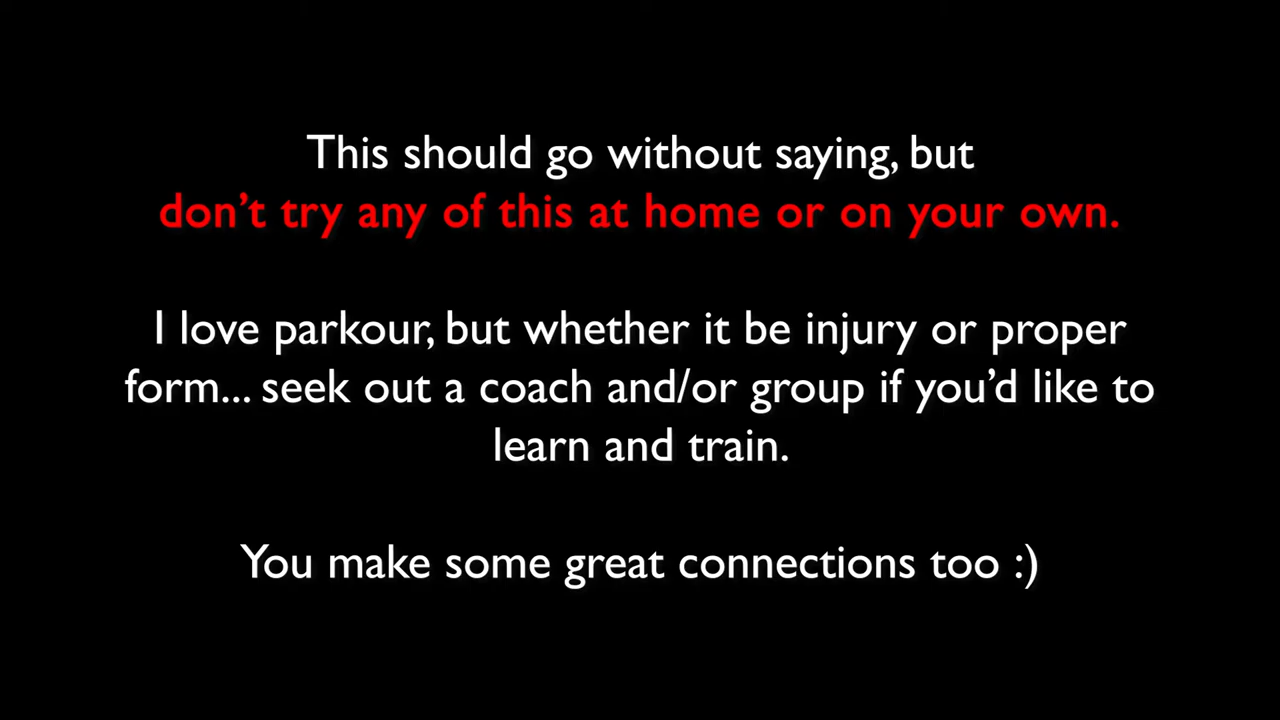 This should go without saying, but
don’t try any of this at home or on your own.
I love parkour, but whether it be injury or proper
form... seek out a coach and/or group if you’d like to
learn and train.
You make some great connections too :)